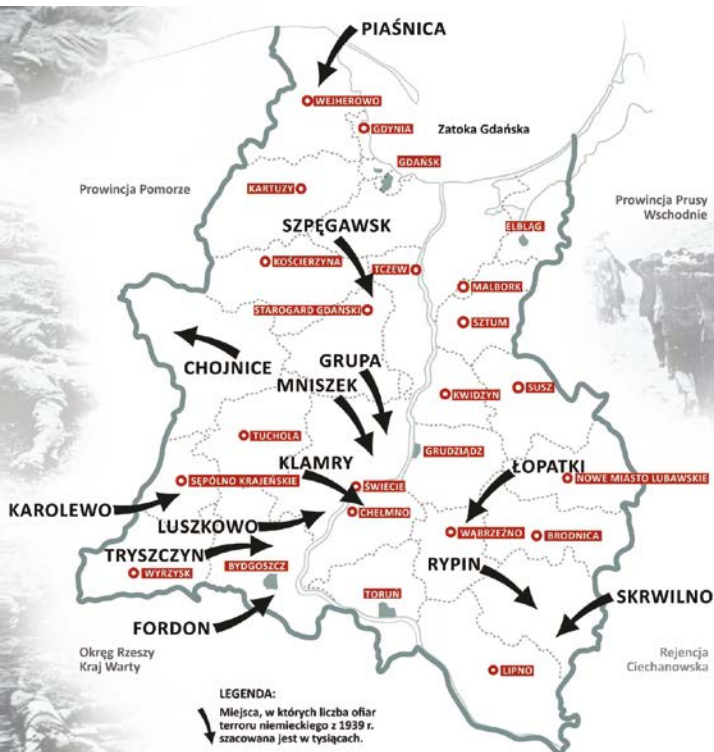 PIAŚNICA
WEJHEROWO
GDYNIA
Zatoka Gdańska
GDAŃSK
Prowincja Pomorze
KARTUZY
Prowincja Prusy
Wschodnie
ELBLĄG
SZPĘGAWSK
KOŚCIERZYNA
TCZEW
MALBORK
STAROGARD GDAŃSKI
SZTUM
CHOJNICE
GRUPA
MNISZEK
SUSZ
KWIDZYN
TUCHOLA
GRUDZIĄDZ
KLAMRY
ŁOPATKI
NOWE MIASTO LUBAWSKIE
SĘPÓLNO KRAJEŃSKIE
ŚWIECIE
KAROLEWO
CHEŁMNO
LUSZKOWO
WĄBRZEŹNO
BRODNICA
TRYSZCZYN
RYPIN
WYRZYSK
BYDGOSZCZ
SKRWILNO
TORUŃ
FORDON
Okręg Rzeszy
Kraj Warty
Rejencja
Ciechanowska
LIPNO
LEGENDA:
Miejsca, w których liczba ofiar
terroru niemieckiego z 1939 r.
szacowana jest w tysiącach.